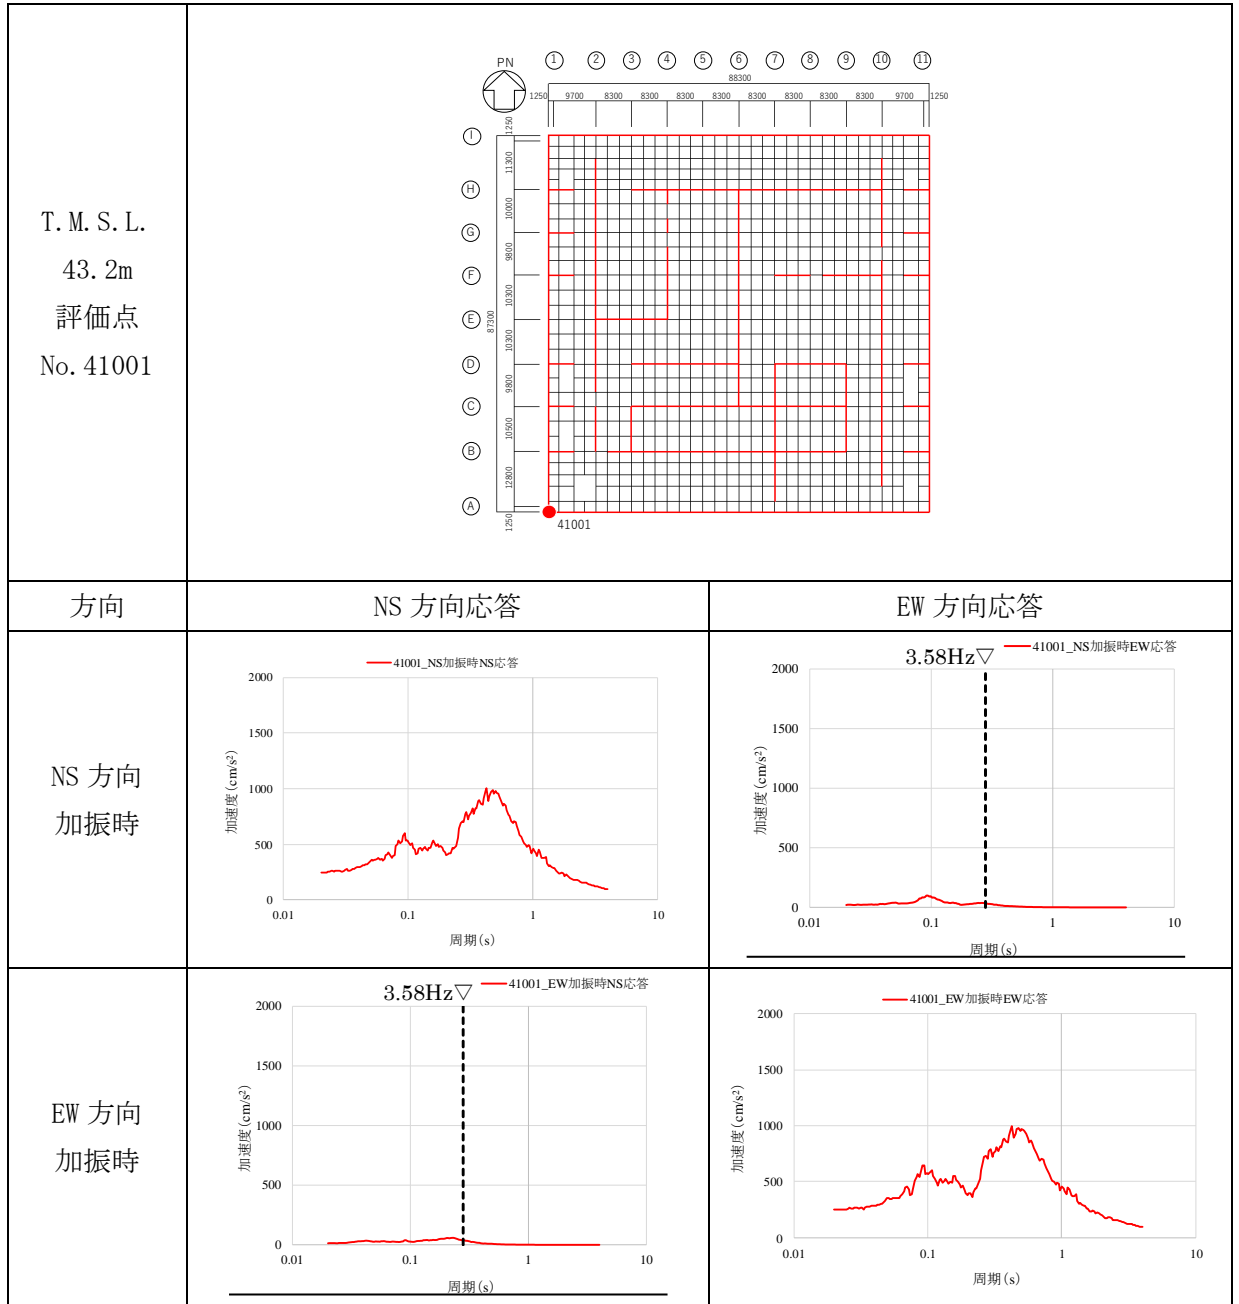 T.M.S.L.
43.2m
評価点
No.41001
PN
1 2 3 4 5 6 7 8 9 10 11
88300
1250 9700 8300 8300 8300 8300 8300 8300 8300 8300 9700 1250
I
H
G
F
E
D
C
B
A
1250
11300
10000
9800
10300
10300
9800
10500
12800
1250
87300
41001
方向
NS 方向応答
EW 方向応答
NS 方向
加振時
41001_NS加振時NS応答
加速度(cm/s²)
2000
1500
1000
500
0
0.01 0.1 1 10
周期(s)
3.58Hz▽
41001_NS加振時EW応答
加速度(cm/s²)
2000
1500
1000
500
0
0.01 0.1 1 10
周期(s)
EW 方向
加振時
3.58Hz▽
41001_EW加振時NS応答
加速度(cm/s²)
2000
1500
1000
500
0
0.01 0.1 1 10
周期(s)
41001_EW加振時EW応答
加速度(cm/s²)
2000
1500
1000
500
0
0.01 0.1 1 10
周期(s)